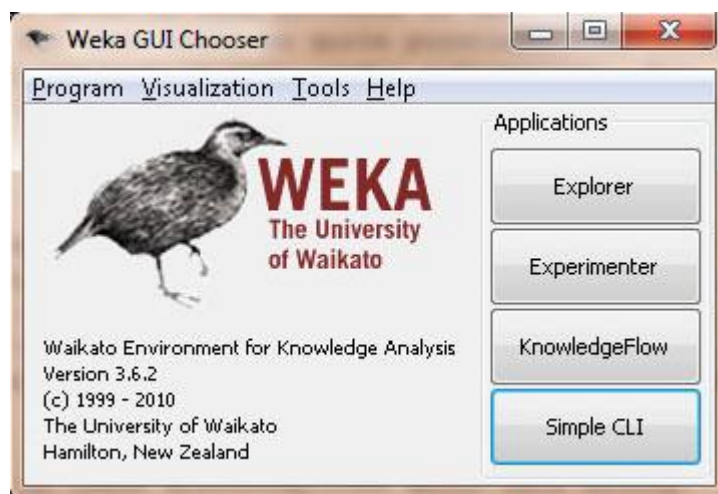 Weka GUI Chooser
Program Visualization Tools Help
WEKA
The University
of Waikato
Waikato Environment for Knowledge Analysis
Version 3.6.2
(c) 1999 - 2010
The University of Waikato
Hamilton, New Zealand
Applications
Explorer
Experimenter
KnowledgeFlow
Simple CLI